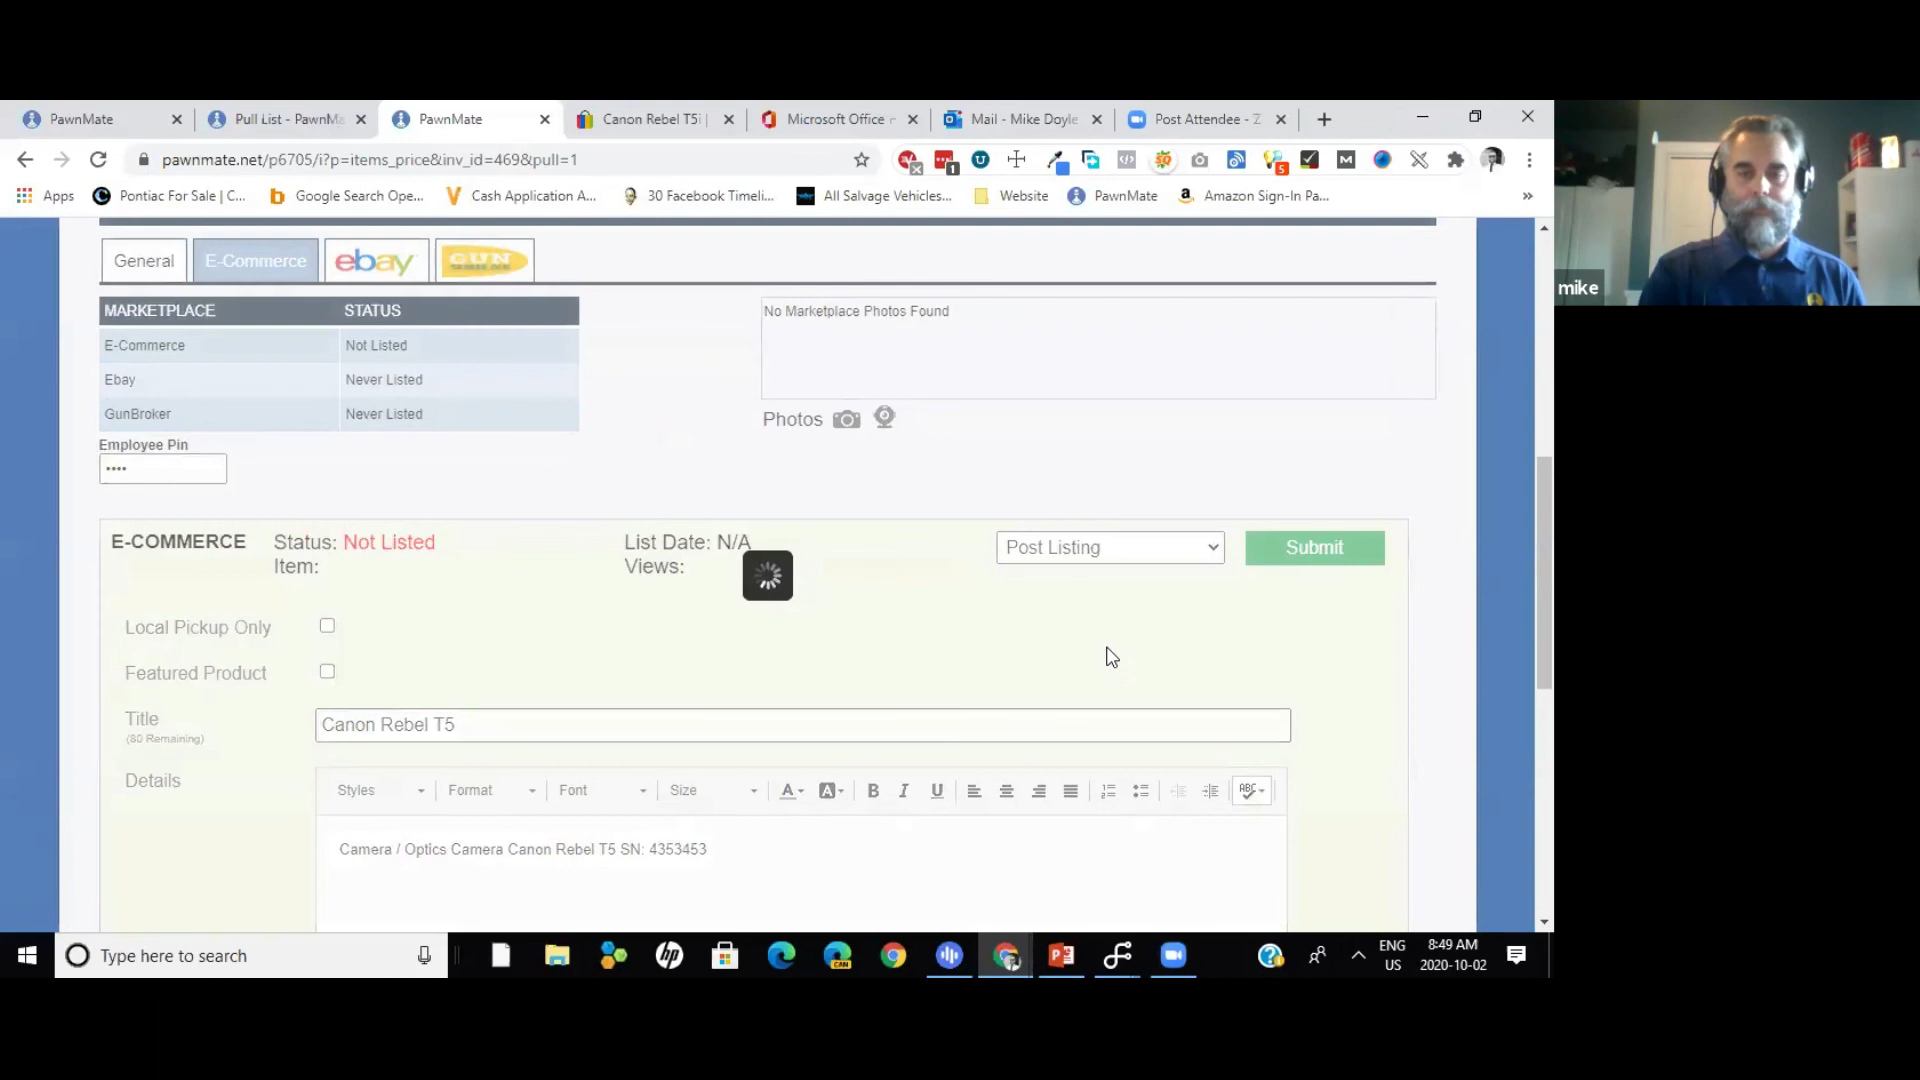 PawnMate
Pull List - PawnMa
PawnMate
Canon Rebel T5i |
Microsoft Office
Mail - Mike Doyle
Post Attendee - Z
pawnmate.net/p6705/i?p=items_price&inv_id=469&pull=1
Apps
Pontiac For Sale | C...
Google Search Ope...
Cash Application A...
30 Facebook Timeli...
All Salvage Vehicles...
Website
PawnMate
Amazon Sign-In Pa...
»
mike
General
E-Commerce
ebay
GUN
MARKETPLACE STATUS
E-Commerce Not Listed
Ebay Never Listed
GunBroker Never Listed
No Marketplace Photos Found
Photos
Employee Pin
••••
E-COMMERCE Status: Not Listed List Date: N/A Post Listing Submit
Item: Views:
Local Pickup Only
Featured Product
Title
(80 Remaining)
Canon Rebel T5
Details
Styles Format Font Size A A B I U ABC
Camera / Optics Camera Canon Rebel T5 SN: 4353453
Type here to search
hp
CAN
ENG
US
8:49 AM
2020-10-02